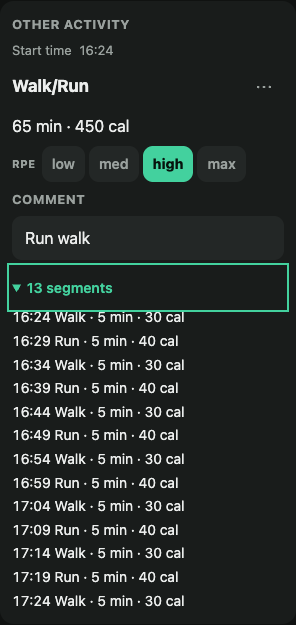 OTHER ACTIVITY
Start time 16:24
Walk/Run ...
65 min · 450 cal
RPE low med high max
COMMENT
Run walk
▼ 13 segments
16:24 Walk · 5 min · 30 cal
16:29 Run · 5 min · 40 cal
16:34 Walk · 5 min · 30 cal
16:39 Run · 5 min · 40 cal
16:44 Walk · 5 min · 30 cal
16:49 Run · 5 min · 40 cal
16:54 Walk · 5 min · 30 cal
16:59 Run · 5 min · 40 cal
17:04 Walk · 5 min · 30 cal
17:09 Run · 5 min · 40 cal
17:14 Walk · 5 min · 30 cal
17:19 Run · 5 min · 40 cal
17:24 Walk · 5 min · 30 cal